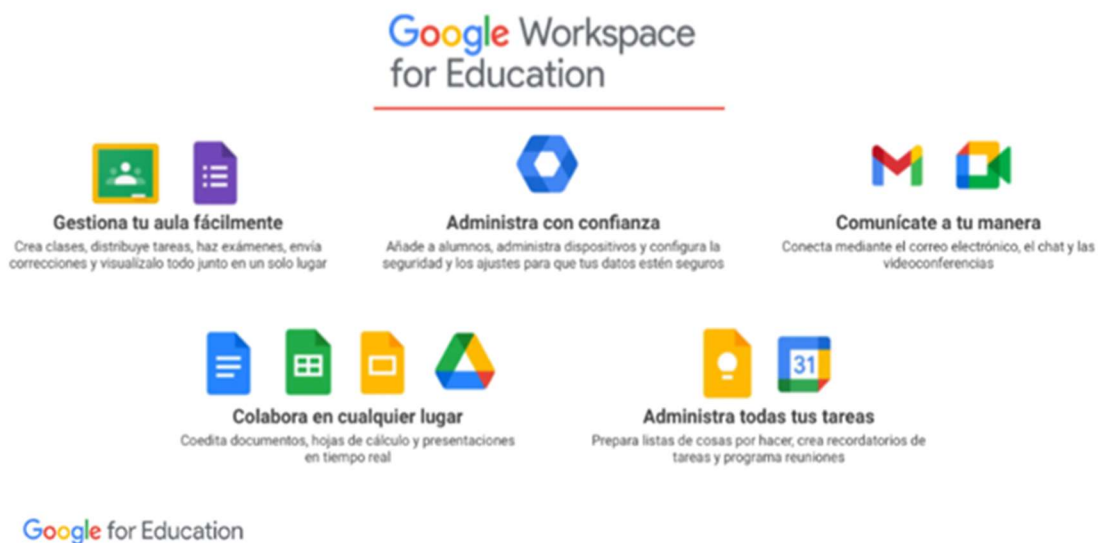 Google Workspace
for Education
Gestiona tu aula fácilmente
Crea clases, distribuye tareas, haz exámenes, envía
correcciones y visualízalo todo junto en un solo lugar
Administra con confianza
Añade a alumnos, administra dispositivos y configura la
seguridad y los ajustes para que tus datos estén seguros
Comunícate a tu manera
Conecta mediante el correo electrónico, el chat y las
videoconferencias
Colabora en cualquier lugar
Coedita documentos, hojas de cálculo y presentaciones
en tiempo real
31
Administra todas tus tareas
Prepara listas de cosas por hacer, crea recordatorios de
tareas y programa reuniones
Google for Education